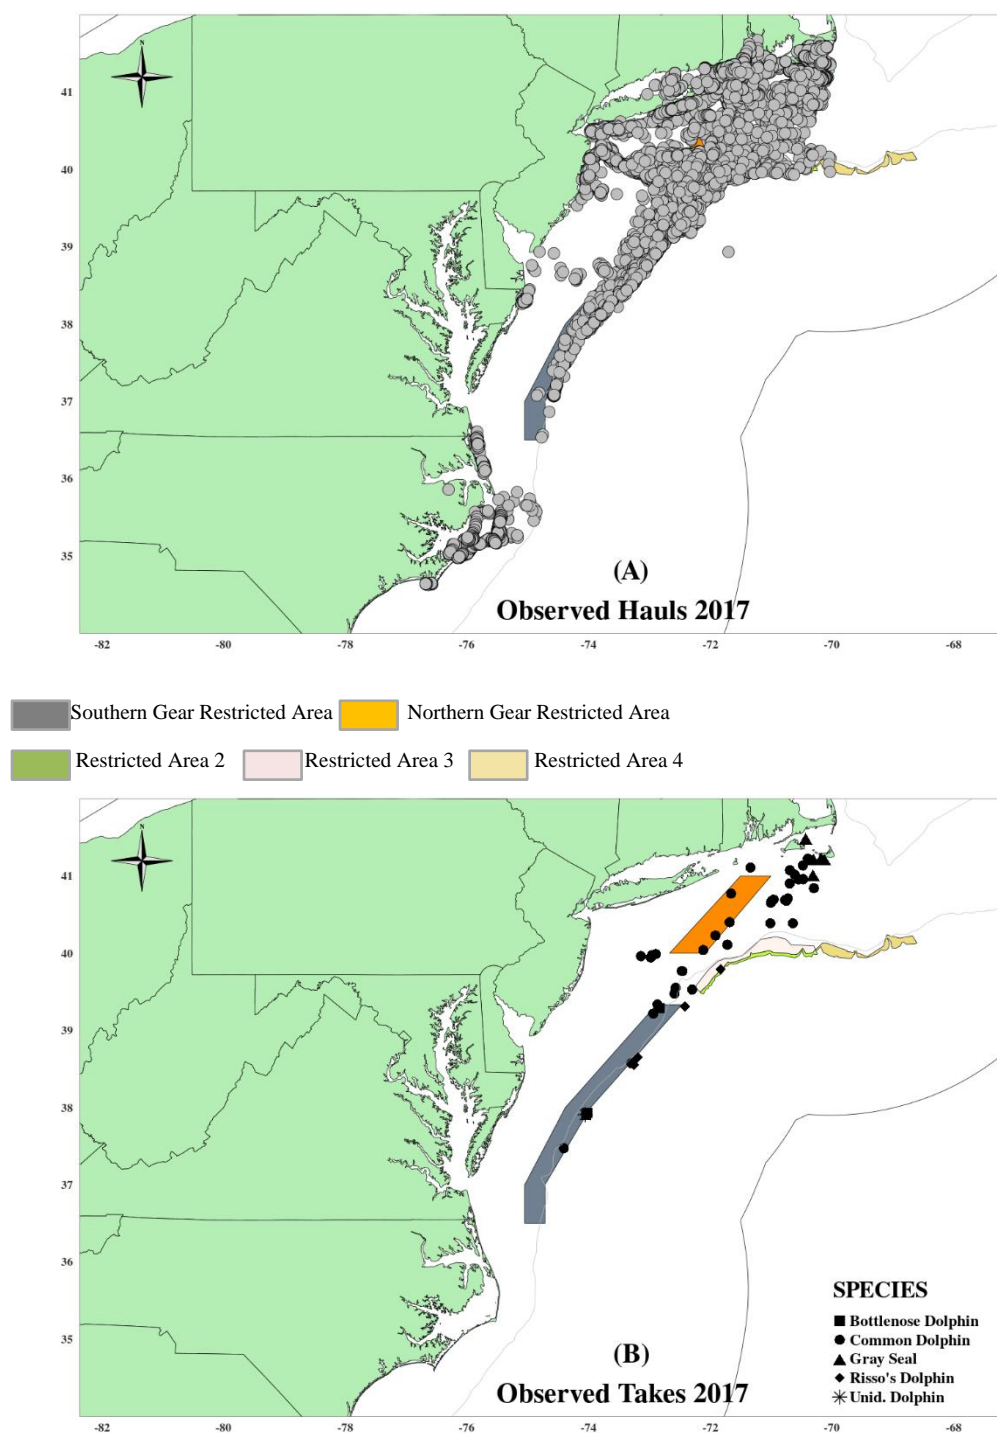 N
41
40
39
38
37
36
35
(A)
Observed Hauls 2017
-82 -80 -78 -76 -74 -72 -70 -68
Southern Gear Restricted Area Northern Gear Restricted Area
Restricted Area 2 Restricted Area 3 Restricted Area 4
N
41
40
39
38
37
36
35
SPECIES
Bottlenose Dolphin
Common Dolphin
Gray Seal
Risso's Dolphin
Unid. Dolphin
(B)
Observed Takes 2017
-82 -80 -78 -76 -74 -72 -70 -68